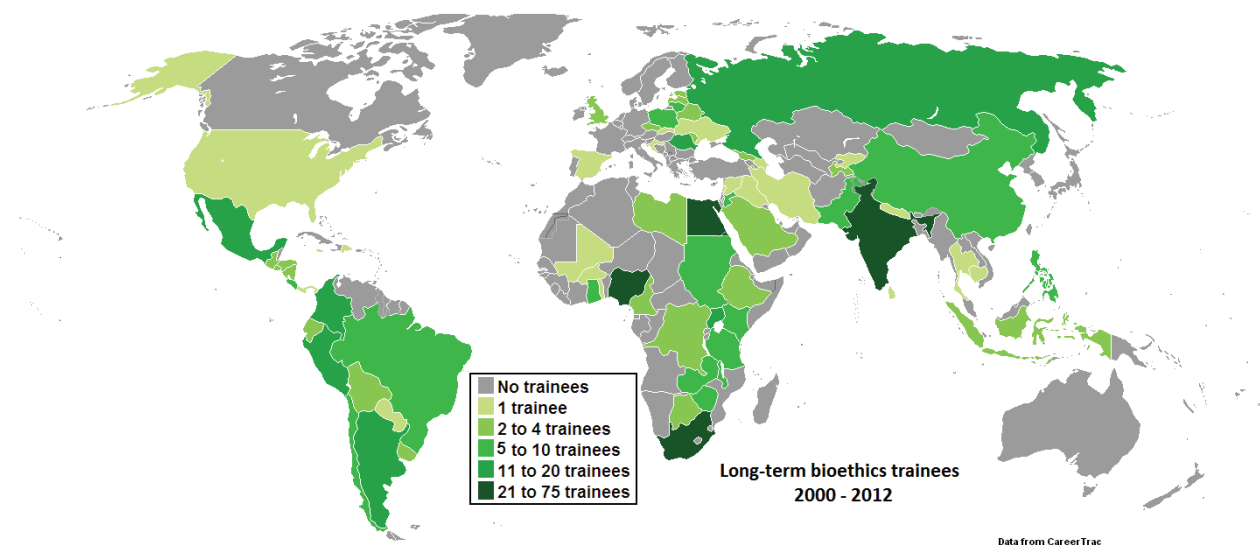 No trainees
1 trainee
2 to 4 trainees
5 to 10 trainees
11 to 20 trainees
21 to 75 trainees
Long-term bioethics trainees
2000 - 2012
Data from CareerTrac